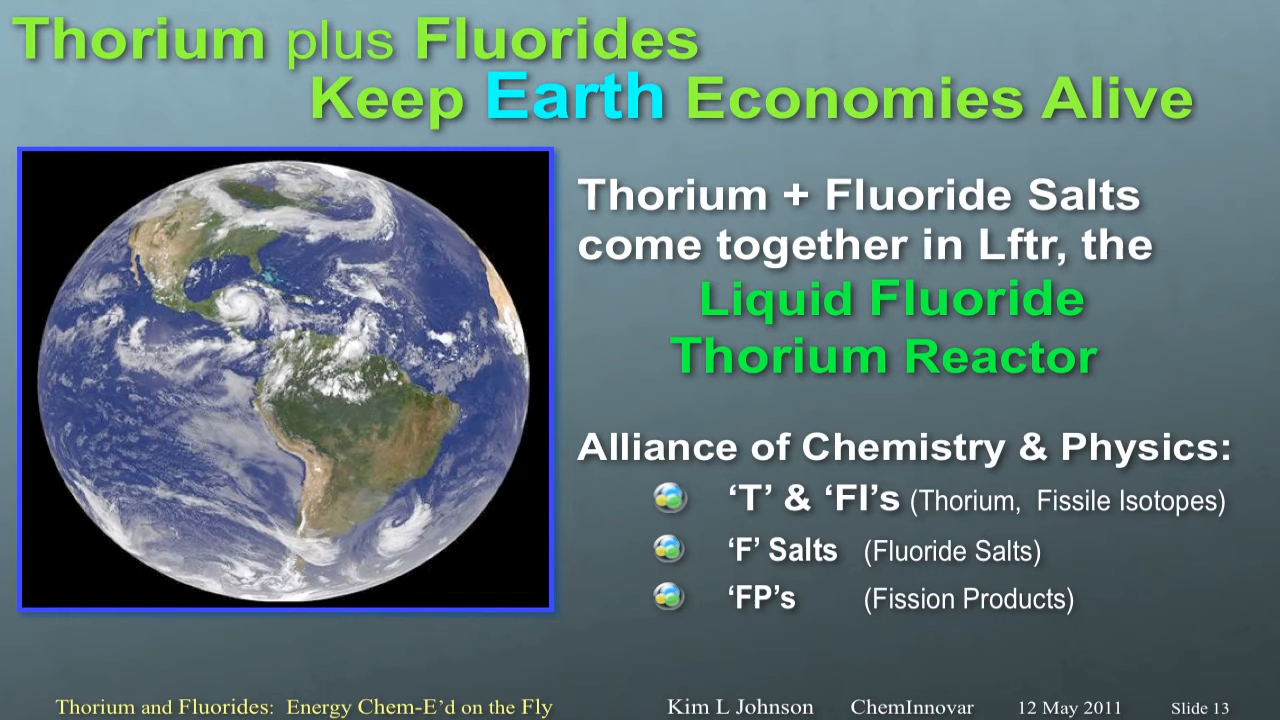 Thorium plus Fluorides
Keep Earth Economies Alive
Thorium + Fluoride Salts
come together in Lftr, the
Liquid Fluoride
Thorium Reactor
Alliance of Chemistry & Physics:
‘T’ & ‘FI’s (Thorium, Fissile Isotopes)
‘F’ Salts (Fluoride Salts)
‘FP’s (Fission Products)
Thorium and Fluorides: Energy Chem-E’d on the Fly Kim L Johnson ChemInnovar 12 May 2011 Slide 13